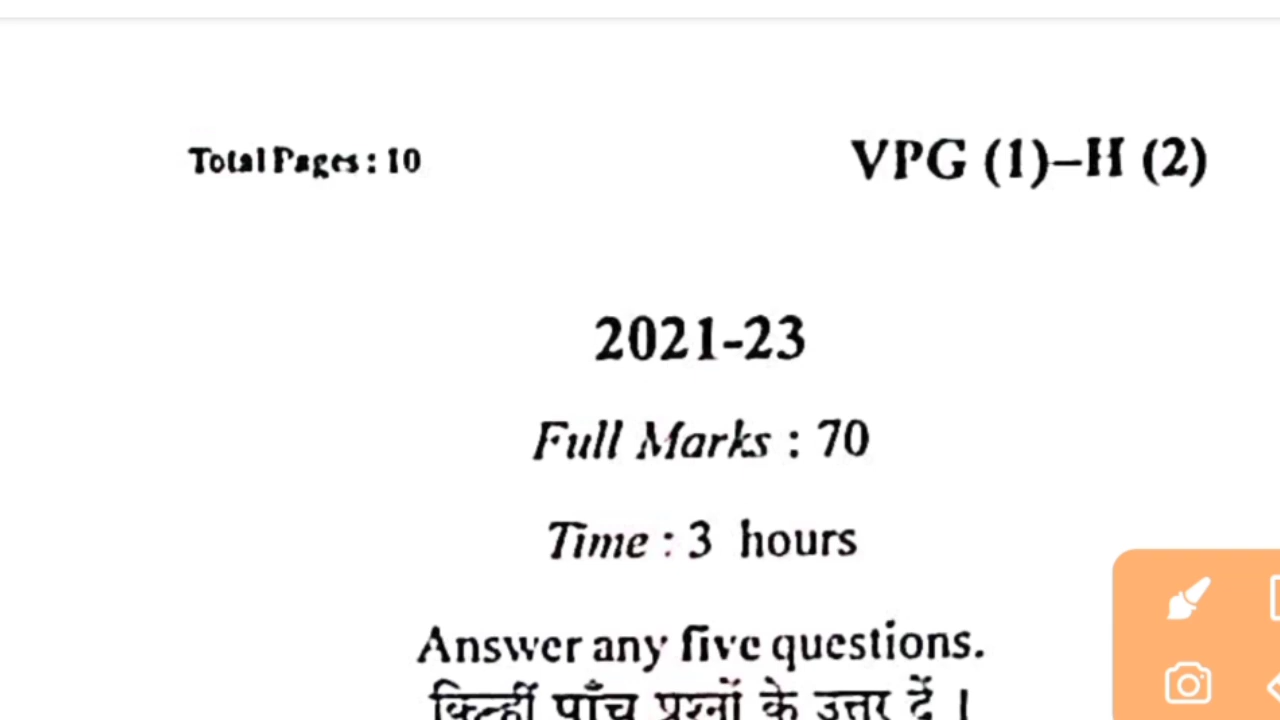 Total Pages : 10
VPG (1)–H (2)
2021-23
Full Marks : 70
Time : 3 hours
Answer any five questions.
किन्हीं पाँच प्रश्नों के उत्तर दें ।